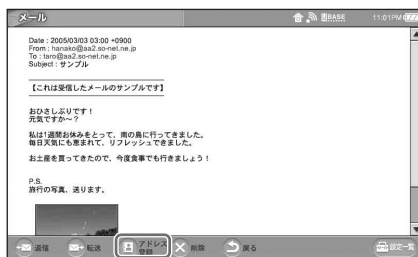 メール
BASE
11:01PM
Date : 2005/03/03 03:00 +0900
From : hanako@aa2.so-net.ne.jp
To : taro@aa2.so-net.ne.jp
Subject : サンプル
【これは受信したメールのサンプルです】
おひさしぶりです！
元気ですか～？
私は1週間お休みをとって、南の島に行ってきました。
毎日天気にも恵まれて、リフレッシュできました。
お土産を買ってきたので、今度食事でも行きましょう！
P.S.
旅行の写真、送ります。
返信
転送
アドレス
登録
削除
戻る
設定一覧